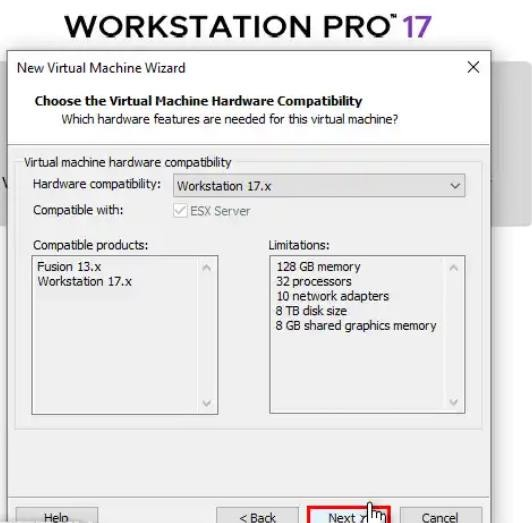 WORKSTATION PRO™ 17
New Virtual Machine Wizard
Choose the Virtual Machine Hardware Compatibility
Which hardware features are needed for this virtual machine?
Virtual machine hardware compatibility
Hardware compatibility: Workstation 17.x
Compatible with: ESX Server
Compatible products:
Fusion 13.x
Workstation 17.x
Limitations:
128 GB memory
32 processors
10 network adapters
8 TB disk size
8 GB shared graphics memory
Help
< Back
Next >
Cancel